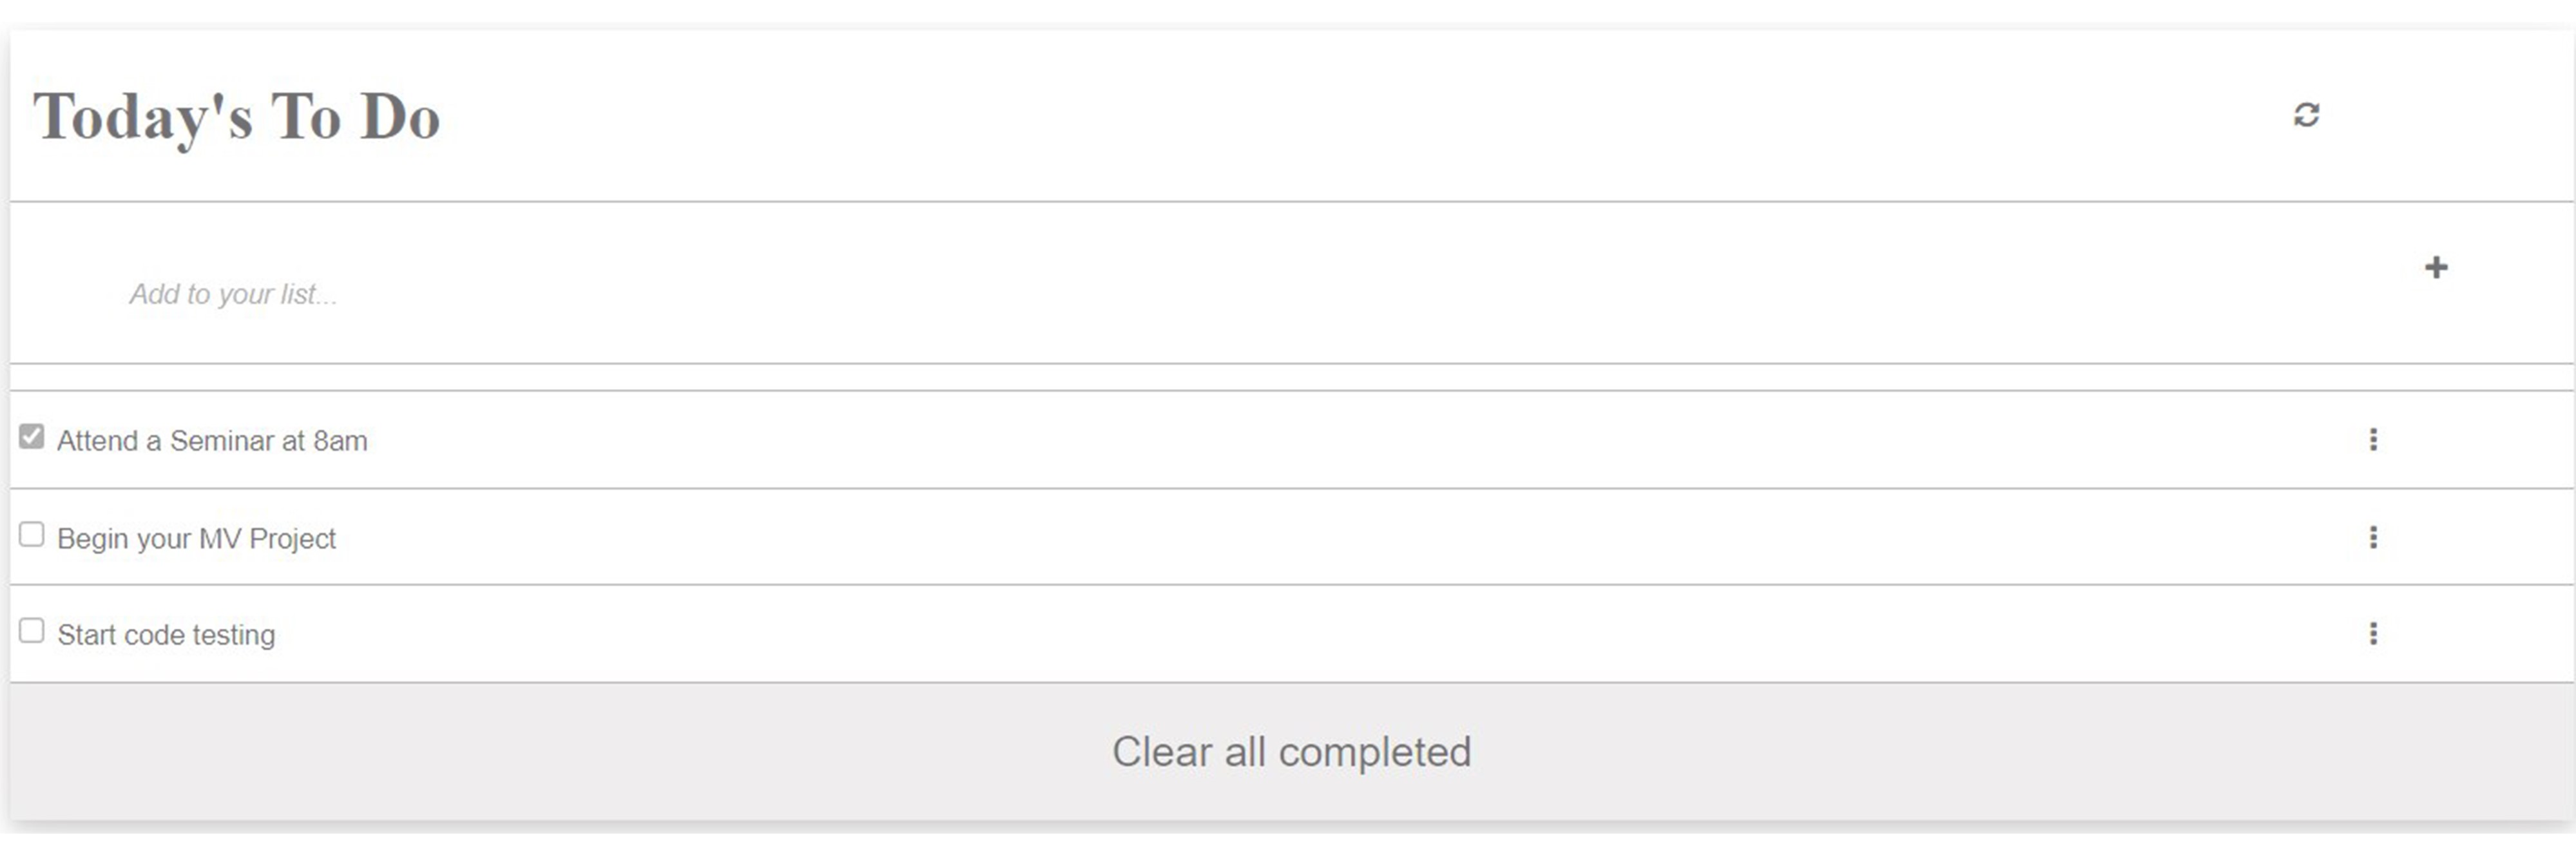 Today's To Do
Add to your list...
Attend a Seminar at 8am
Begin your MV Project
Start code testing
Clear all completed